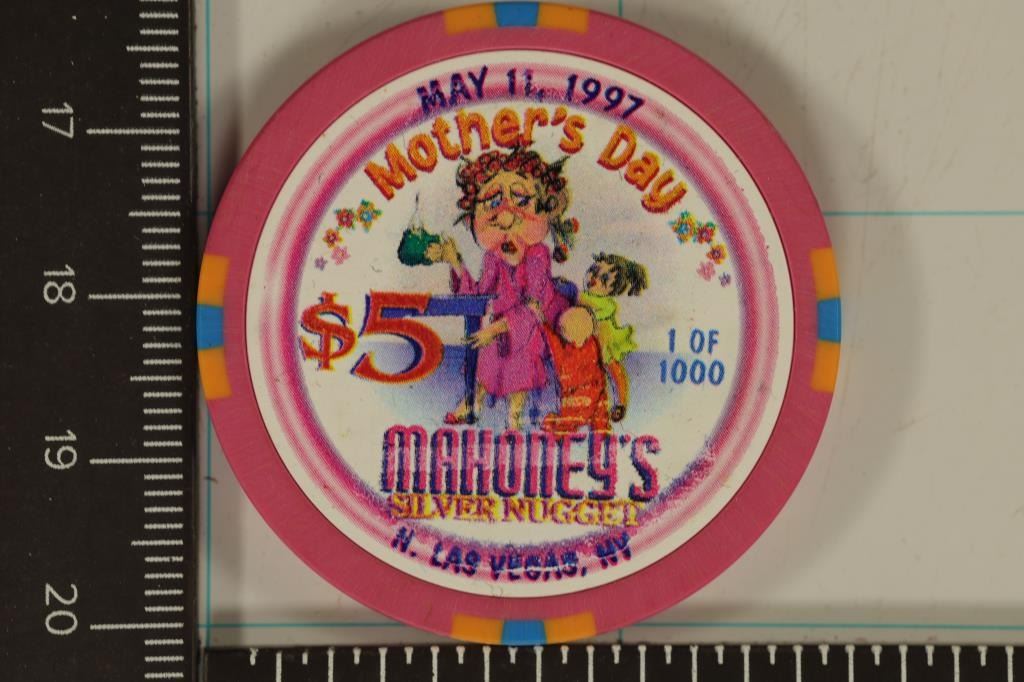 MAY 11, 1997
Mother's Day
$5
1 OF
1000
MAHONEY'S
SILVER NUGGET
N. LAS VEGAS, NV
17
18
19
20